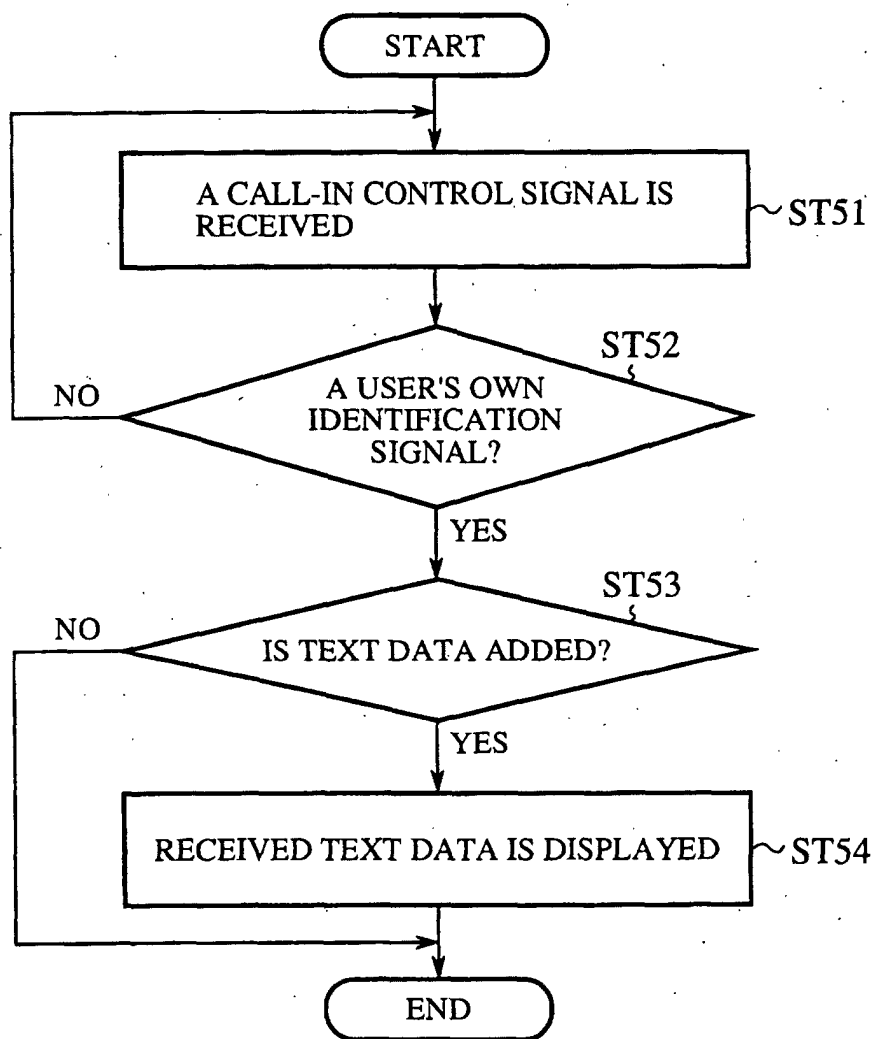 START
A CALL-IN CONTROL SIGNAL IS
RECEIVED
ST51
ST52
A USER'S OWN
IDENTIFICATION
SIGNAL?
NO
YES
ST53
NO
IS TEXT DATA ADDED?
YES
RECEIVED TEXT DATA IS DISPLAYED
ST54
END